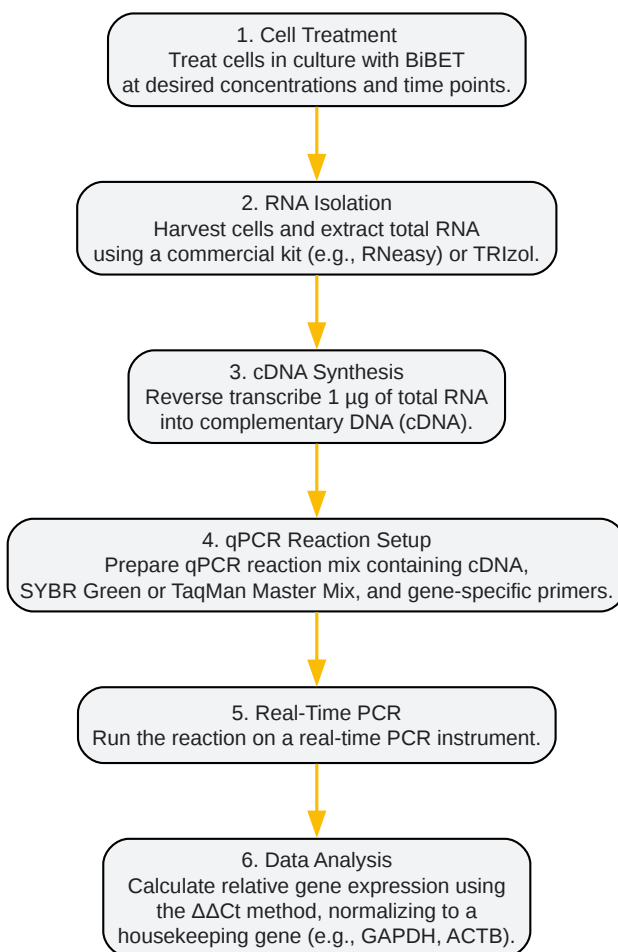 1. Cell Treatment
Treat cells in culture with BiBET
at desired concentrations and time points.
2. RNA Isolation
Harvest cells and extract total RNA
using a commercial kit (e.g., RNeasy) or TRIzol.
3. cDNA Synthesis
Reverse transcribe 1 µg of total RNA
into complementary DNA (cDNA).
4. qPCR Reaction Setup
Prepare qPCR reaction mix containing cDNA,
SYBR Green or TaqMan Master Mix, and gene-specific primers.
5. Real-Time PCR
Run the reaction on a real-time PCR instrument.
6. Data Analysis
Calculate relative gene expression using
the ΔΔCt method, normalizing to a
housekeeping gene (e.g., GAPDH, ACTB).